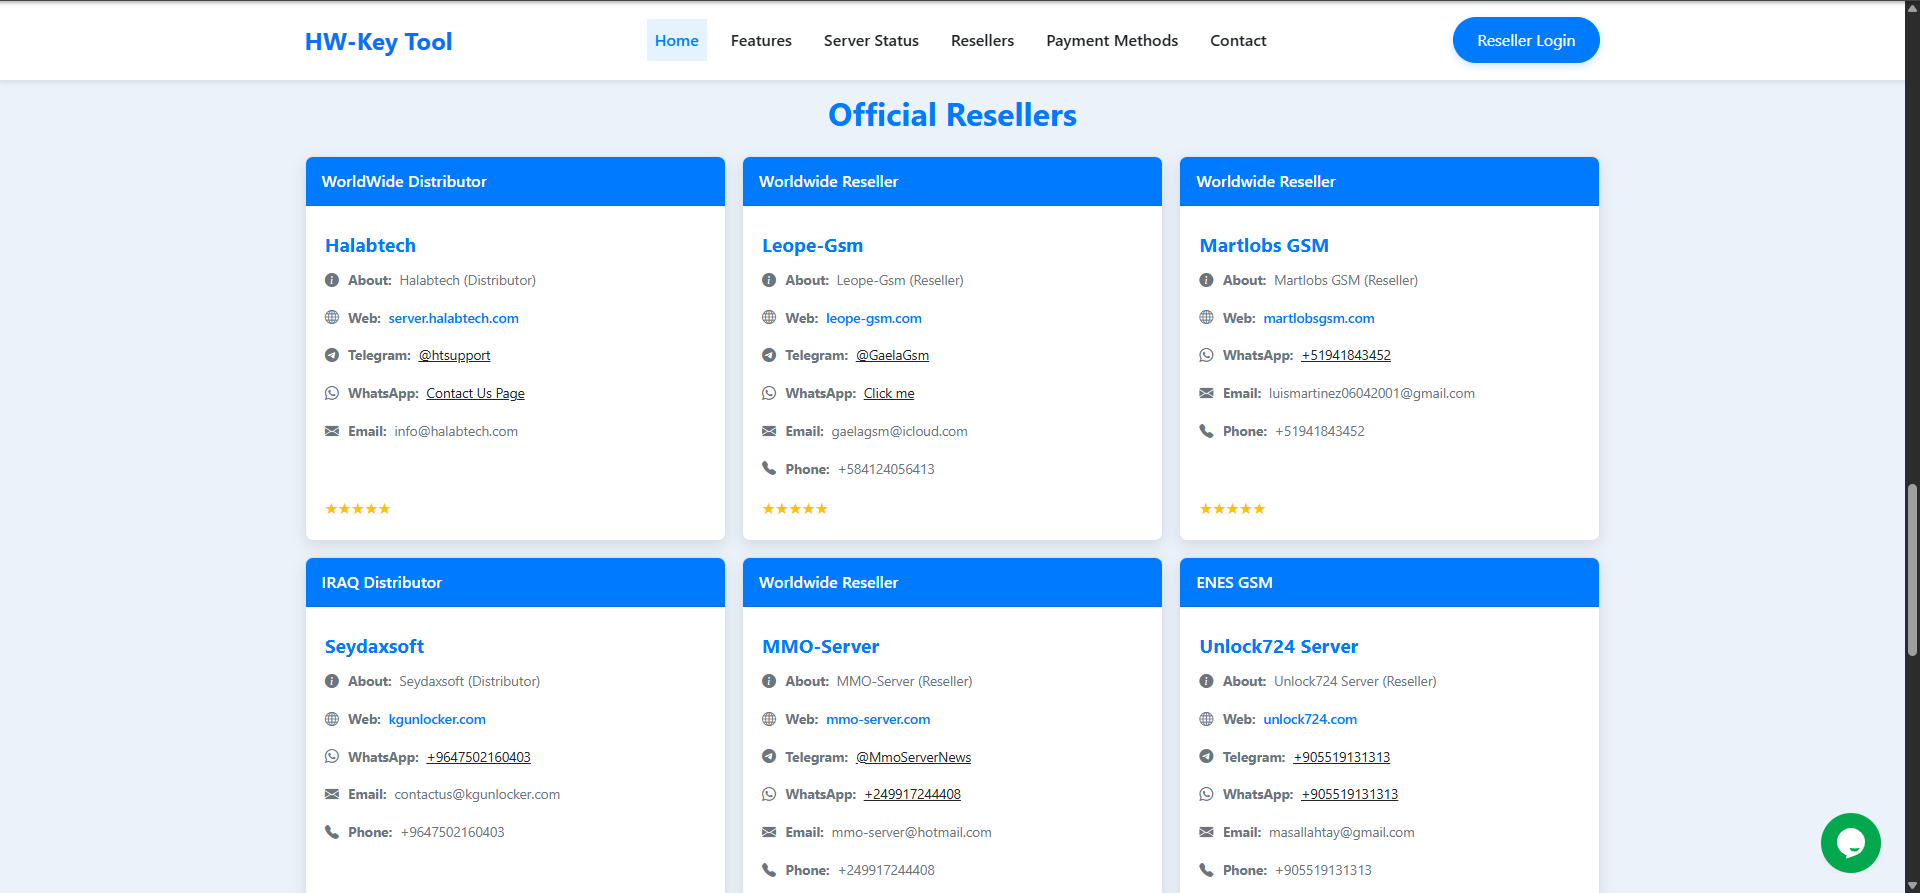 HW-Key Tool
Home
Features
Server Status
Resellers
Payment Methods
Contact
Reseller Login
Official Resellers
WorldWide Distributor
Halabtech
About: Halabtech (Distributor)
Web: server.halabtech.com
Telegram: @htsupport
WhatsApp: Contact Us Page
Email: info@halabtech.com
★★★★★
Worldwide Reseller
Leope-Gsm
About: Leope-Gsm (Reseller)
Web: leope-gsm.com
Telegram: @GaelaGsm
WhatsApp: Click me
Email: gaelagsm@icloud.com
Phone: +584124056413
★★★★★
Worldwide Reseller
Martlobs GSM
About: Martlobs GSM (Reseller)
Web: martlobsgsm.com
WhatsApp: +51941843452
Email: luismartinez06042001@gmail.com
Phone: +51941843452
★★★★★
IRAQ Distributor
Seydaxsoft
About: Seydaxsoft (Distributor)
Web: kgunlocker.com
WhatsApp: +9647502160403
Email: contactus@kgunlocker.com
Phone: +9647502160403
Worldwide Reseller
MMO-Server
About: MMO-Server (Reseller)
Web: mmo-server.com
Telegram: @MmoServerNews
WhatsApp: +249917244408
Email: mmo-server@hotmail.com
Phone: +249917244408
ENES GSM
Unlock724 Server
About: Unlock724 Server (Reseller)
Web: unlock724.com
Telegram: +905519131313
WhatsApp: +905519131313
Email: masallahtay@gmail.com
Phone: +905519131313